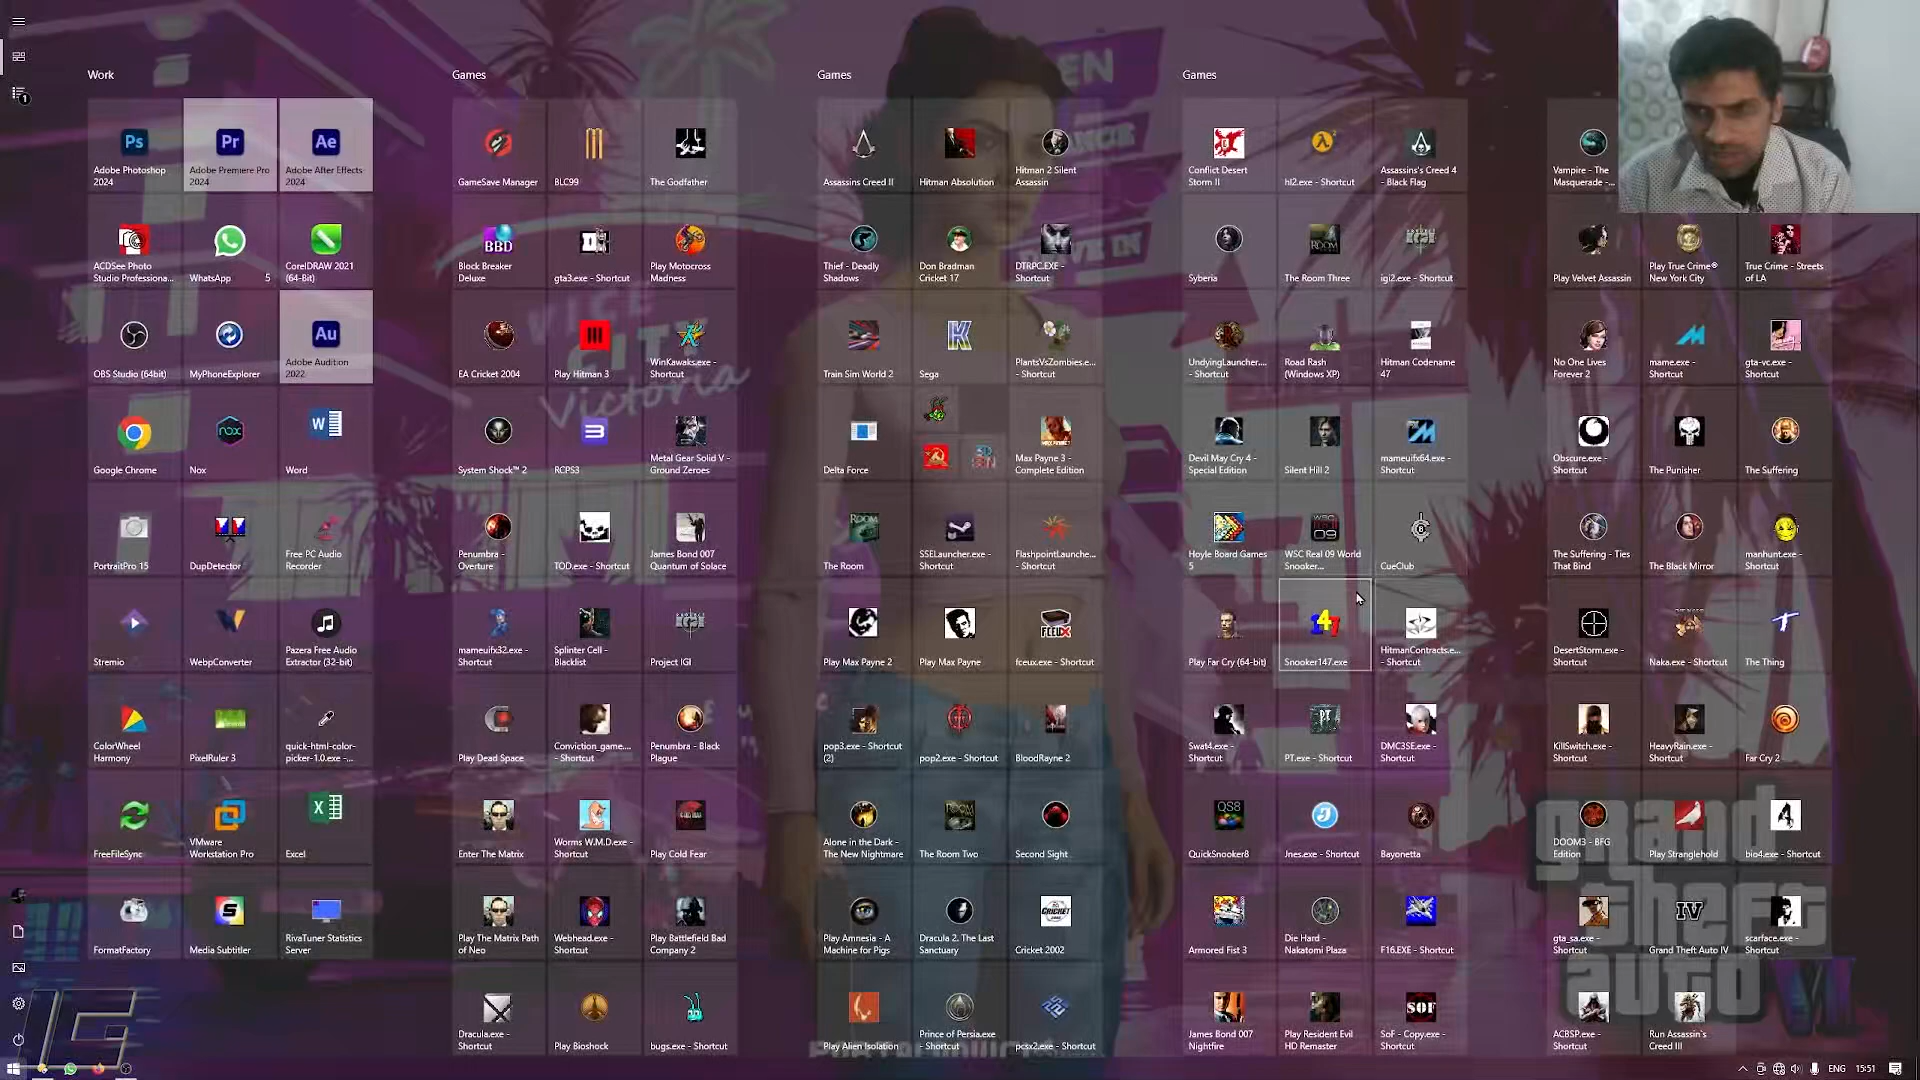 Work
Games
Games
Games
Adobe Photoshop
2024
Adobe Premiere Pro
2024
Adobe After Effects
2024
GameSave Manager
BLC99
The Godfather
Assassins Creed II
Hitman Absolution
Hitman 2 Silent
Assassin
Conflict Desert
Storm II
hl2.exe - Shortcut
Assassins's Creed 4
- Black Flag
Vampire - The
Masquerade -...
ACDSee Photo
Studio Professiona...
WhatsApp 5
CorelDRAW 2021
(64-Bit)
Block Breaker
Deluxe
gta3.exe - Shortcut
Play Motocross
Madness
Thief - Deadly
Shadows
Don Bradman
Cricket 17
DTRPC.EXE -
Shortcut
Syberia
The Room Three
igi2.exe - Shortcut
Play Velvet Assassin
Play True Crime®
New York City
True Crime - Streets
of LA
OBS Studio (64bit)
MyPhoneExplorer
Adobe Audition
2022
EA Cricket 2004
Play Hitman 3
WinKawaks.exe -
Shortcut
Train Sim World 2
Sega
PlantsVsZombies.e...
- Shortcut
UndyingLauncher....
- Shortcut
Road Rash
(Windows XP)
Hitman Codename
47
No One Lives
Forever 2
mame.exe -
Shortcut
gta-vc.exe -
Shortcut
Google Chrome
Nox
Word
System Shock™ 2
RCPS3
Metal Gear Solid V -
Ground Zeroes
Delta Force
Max Payne 3 -
Complete Edition
Devil May Cry 4 -
Special Edition
Silent Hill 2
mameuifx64.exe -
Shortcut
Obscure.exe -
Shortcut
The Punisher
The Suffering
PortraitPro 15
DupDetector
Free PC Audio
Recorder
Penumbra -
Overture
TOD.exe - Shortcut
James Bond 007
Quantum of Solace
The Room
SSELauncher.exe -
Shortcut
FlashpointLaunche...
- Shortcut
Hoyle Board Games
5
WSC Real 09 World
Snooker...
CueClub
The Suffering - Ties
That Bind
The Black Mirror
manhunt.exe -
Shortcut
Stremio
WebpConverter
Pazera Free Audio
Extractor (32-bit)
mameuifx32.exe -
Shortcut
Splinter Cell -
Blacklist
Project IGI
Play Max Payne 2
Play Max Payne
fceux.exe - Shortcut
Play Far Cry (64-bit)
Snooker147.exe
HitmanContracts.e...
- Shortcut
DesertStorm.exe -
Shortcut
Naka.exe - Shortcut
The Thing
ColorWheel
Harmony
PixelRuler 3
quick-html-color-
picker-1.0.exe -...
Play Dead Space
Conviction_game....
- Shortcut
Penumbra - Black
Plague
pop3.exe - Shortcut
(2)
pop2.exe - Shortcut
BloodRayne 2
Swat4.exe -
Shortcut
PT.exe - Shortcut
DMC3SE.exe -
Shortcut
KillSwitch.exe -
Shortcut
HeavyRain.exe -
Shortcut
Far Cry 2
FreeFileSync
VMware
Workstation Pro
Excel
Enter The Matrix
Worms W.M.D.exe -
Shortcut
Play Cold Fear
Alone in the Dark -
The New Nightmare
The Room Two
Second Sight
QuickSnooker8
Jnes.exe - Shortcut
Bayonetta
DOOM3 - BFG
Edition
Play Stranglehold
bio4.exe - Shortcut
FormatFactory
Media Subtitler
RivaTuner Statistics
Server
Play The Matrix Path
of Neo
Webhead.exe -
Shortcut
Play Battlefield Bad
Company 2
Play Amnesia - A
Machine for Pigs
Dracula 2. The Last
Sanctuary
Cricket 2002
Armored Fist 3
Die Hard -
Nakatomi Plaza
F16.EXE - Shortcut
gta_sa.exe -
Shortcut
Grand Theft Auto IV
scarface.exe -
Shortcut
Dracula.exe -
Shortcut
Play Bioshock
bugs.exe - Shortcut
Play Alien Isolation
Prince of Persia.exe
- Shortcut
pcsx2.exe - Shortcut
James Bond 007
Nightfire
Play Resident Evil
HD Remaster
SoF - Copy.exe -
Shortcut
ACBSP.exe -
Shortcut
Run Assassin's
Creed III
VICE
CITY
Victoria
grand
theft
auto
VI
ENG 15:51